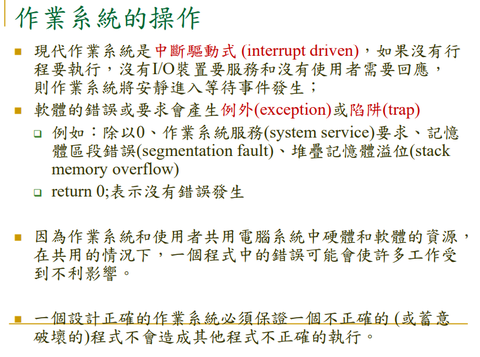 作業系統的操作
現代作業系統是中斷驅動式 (interrupt driven)，如果沒有行
程要執行，沒有I/O裝置要服務和沒有使用者需要回應，
則作業系統將安靜進入等待事件發生；
軟體的錯誤或要求會產生例外(exception)或陷阱(trap)
例如：除以0、作業系統服務(system service)要求、記憶
體區段錯誤(segmentation fault)、堆疊記憶體溢位(stack
memory overflow)
return 0;表示沒有錯誤發生
因為作業系統和使用者共用電腦系統中硬體和軟體的資源，
在共用的情況下，一個程式中的錯誤可能會使許多工作受
到不利影響。
一個設計正確的作業系統必須保證一個不正確的 (或蓄意
破壞的)程式不會造成其他程式不正確的執行。